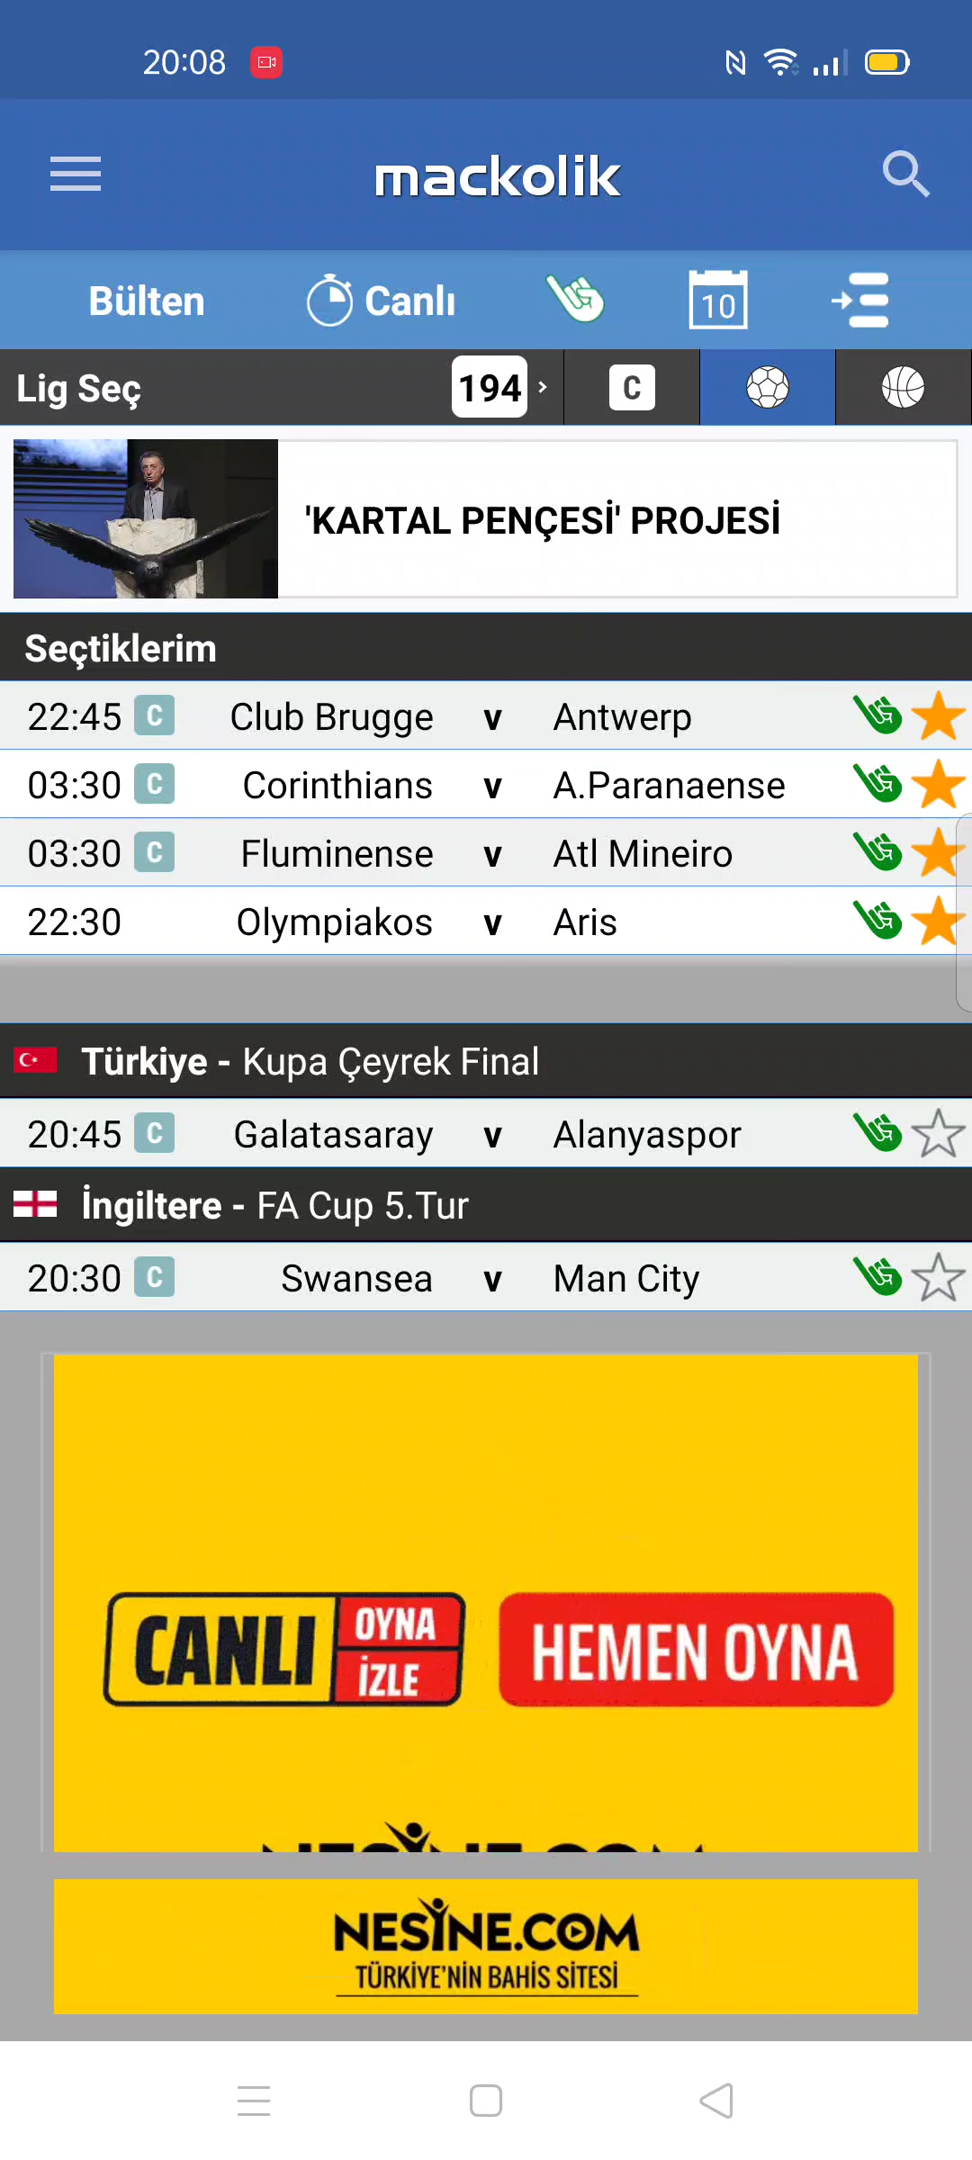 20:08
mackolik
Bülten Canlı 10
Lig Seç 194 › C
'KARTAL PENÇESİ' PROJESİ
Seçtiklerim
22:45 C Club Brugge v Antwerp
03:30 C Corinthians v A.Paranaense
03:30 C Fluminense v Atl Mineiro
22:30 Olympiakos v Aris
Türkiye - Kupa Çeyrek Final
20:45 C Galatasaray v Alanyaspor
İngiltere - FA Cup 5.Tur
20:30 C Swansea v Man City
CANLI OYNA İZLE HEMEN OYNA
NESİNE.COM
NESİNE.COM
TÜRKİYE'NİN BAHİS SİTESİ